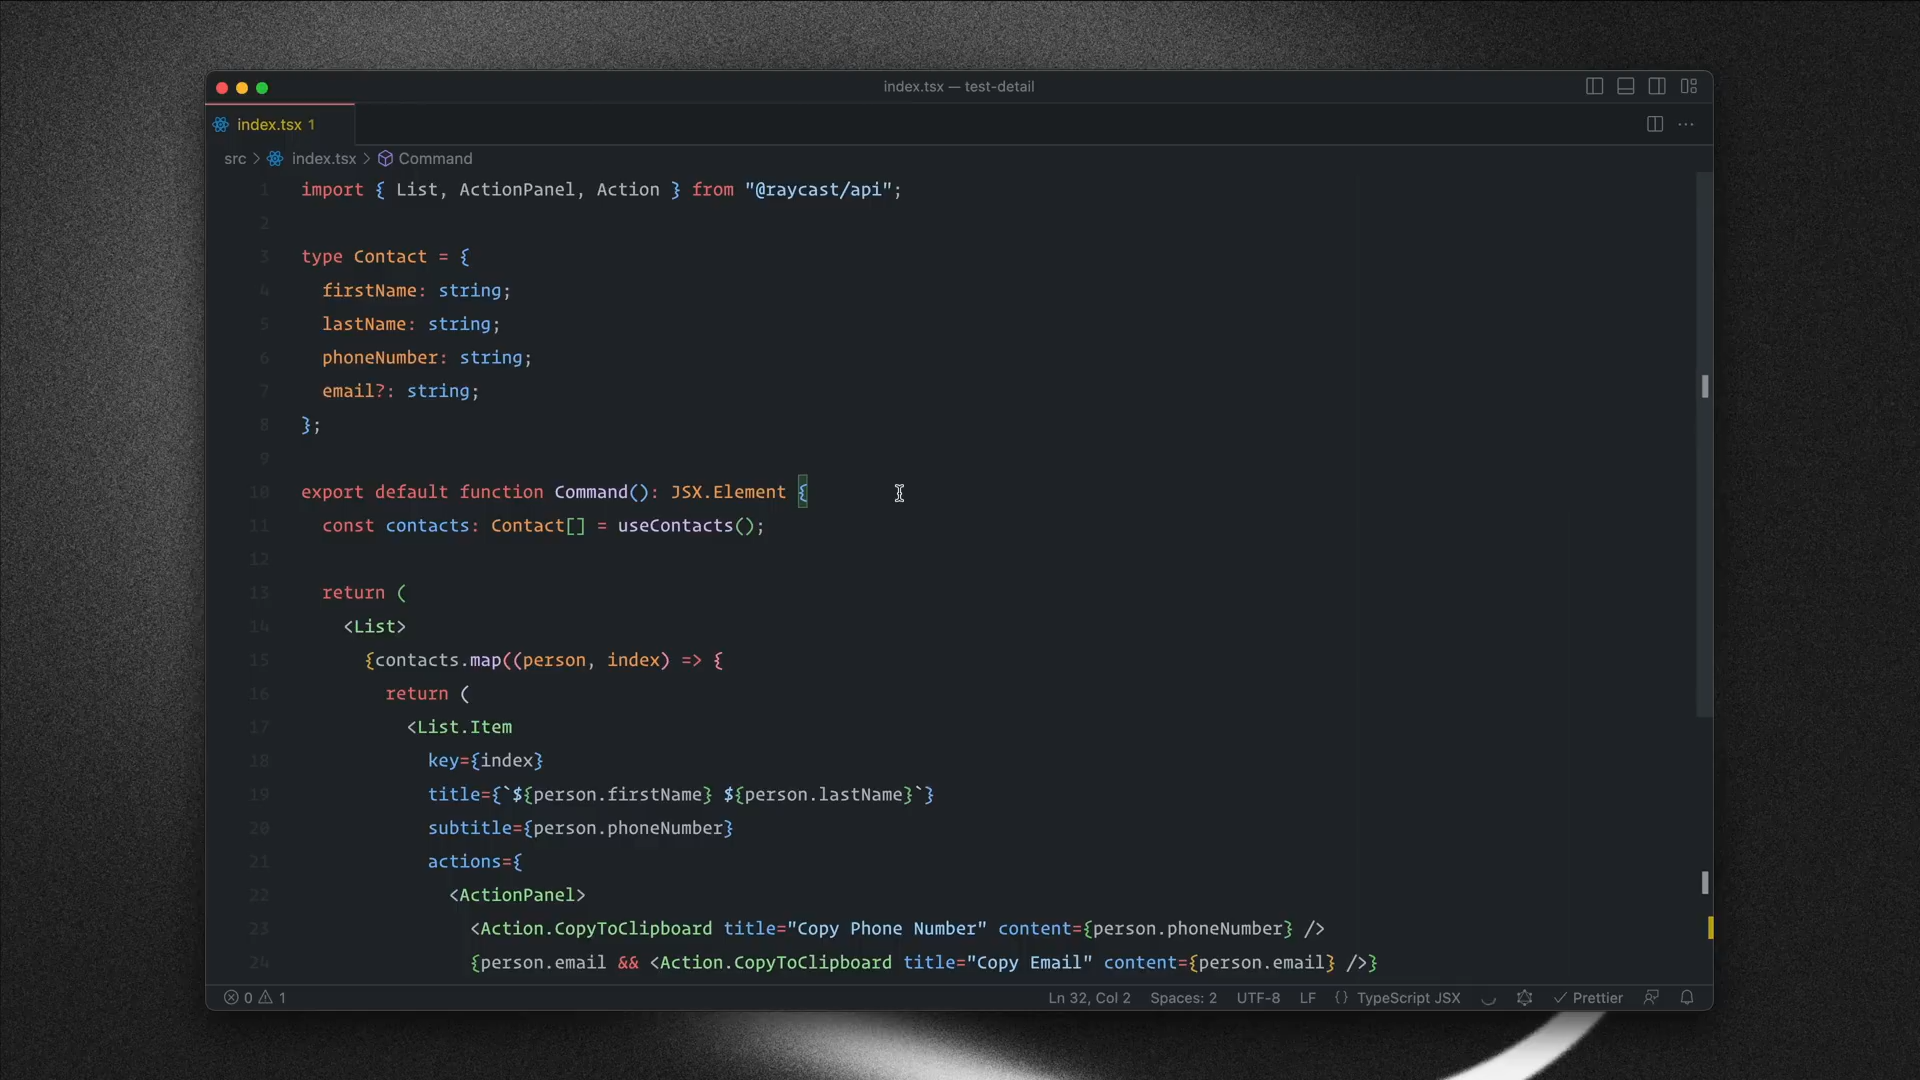 index.tsx — test-detail
index.tsx 1
src > index.tsx > Command
1 import { List, ActionPanel, Action } from "@raycast/api";
2
3 type Contact = {
4 firstName: string;
5 lastName: string;
6 phoneNumber: string;
7 email?: string;
8 };
9
10 export default function Command(): JSX.Element {
11 const contacts: Contact[] = useContacts();
12
13 return (
14 <List>
15 {contacts.map((person, index) => {
16 return (
17 <List.Item
18 key={index}
19 title={`${person.firstName} ${person.lastName}`}
20 subtitle={person.phoneNumber}
21 actions={
22 <ActionPanel>
23 <Action.CopyToClipboard title="Copy Phone Number" content={person.phoneNumber} />
24 {person.email && <Action.CopyToClipboard title="Copy Email" content={person.email} />}
0 1 Ln 32, Col 2 Spaces: 2 UTF-8 LF {} TypeScript JSX ✓ Prettier